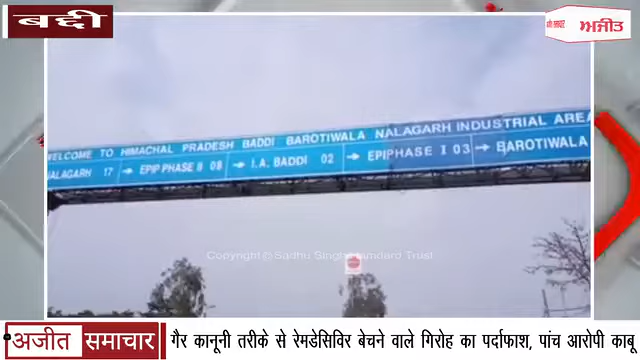 बद्दी
ਅਜੀਤ
WELCOME TO HIMACHAL PRADESH BADDI BAROTIWALA NALAGARH INDUSTRIAL AREA
NALAGARH 17 → EPIP PHASE II 08 → I.A. BADDI 02 → EPIPHASE I 03 → BAROTIWALA
Copyright © Sadhu Singh Hamdard Trust
अजीत समाचार
गैर कानूनी तरीके से रेमडेसिविर बेचने वाले गिरोह का पर्दाफाश, पांच आरोपी काबू